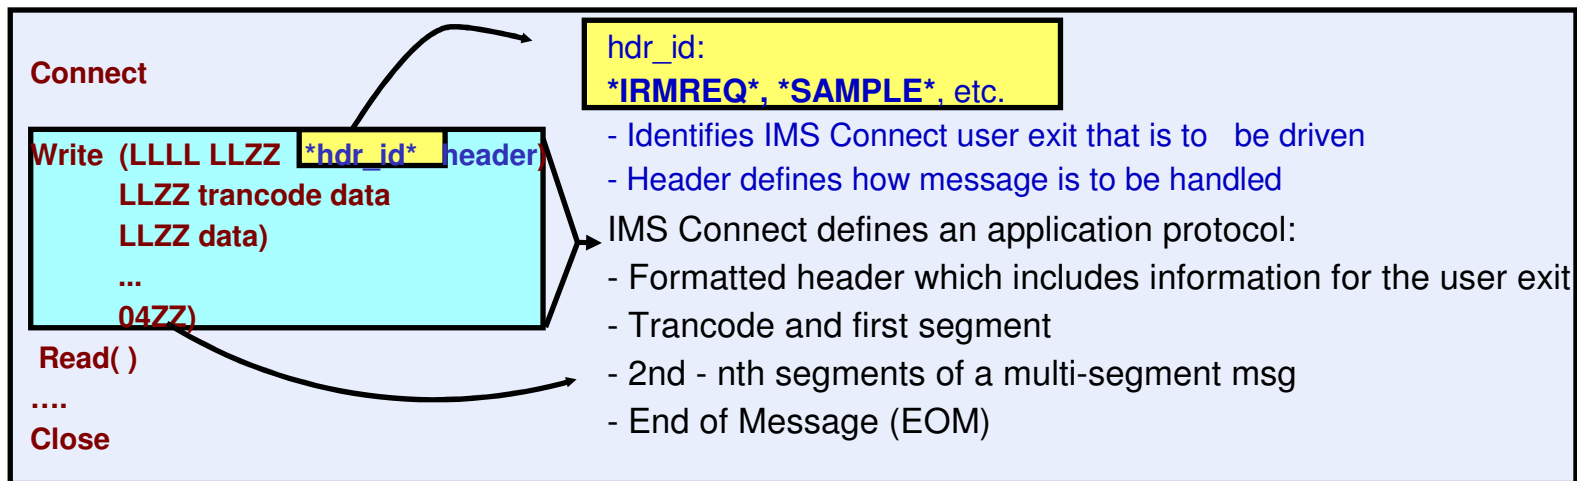 Connect
Write (LLLL LLZZ *hdr_id* header)
LLZZ trancode data
LLZZ data)
...
04ZZ)
Read( )
....
Close
hdr_id:
*IRMREQ*, *SAMPLE*, etc.
- Identifies IMS Connect user exit that is to be driven
- Header defines how message is to be handled
IMS Connect defines an application protocol:
- Formatted header which includes information for the user exit
- Trancode and first segment
- 2nd - nth segments of a multi-segment msg
- End of Message (EOM)